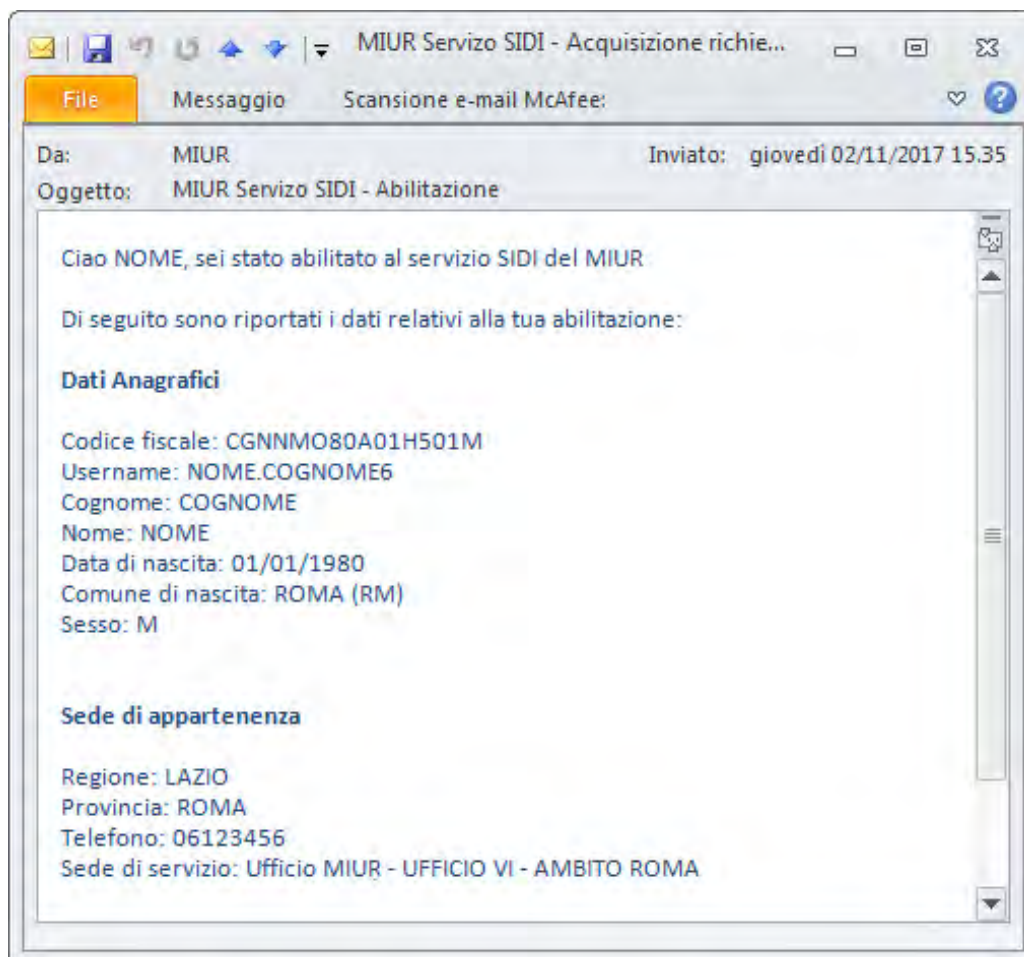 MIUR Servizo SIDI - Acquisizione richie...
File Messaggio Scansione e-mail McAfee:
Da: MIUR Inviato: giovedì 02/11/2017 15.35
Oggetto: MIUR Servizo SIDI - Abilitazione
Ciao NOME, sei stato abilitato al servizio SIDI del MIUR
Di seguito sono riportati i dati relativi alla tua abilitazione:
Dati Anagrafici
Codice fiscale: CGNNMO80A01H501M
Username: NOME.COGNOME6
Cognome: COGNOME
Nome: NOME
Data di nascita: 01/01/1980
Comune di nascita: ROMA (RM)
Sesso: M
Sede di appartenenza
Regione: LAZIO
Provincia: ROMA
Telefono: 06123456
Sede di servizio: Ufficio MIUR - UFFICIO VI - AMBITO ROMA